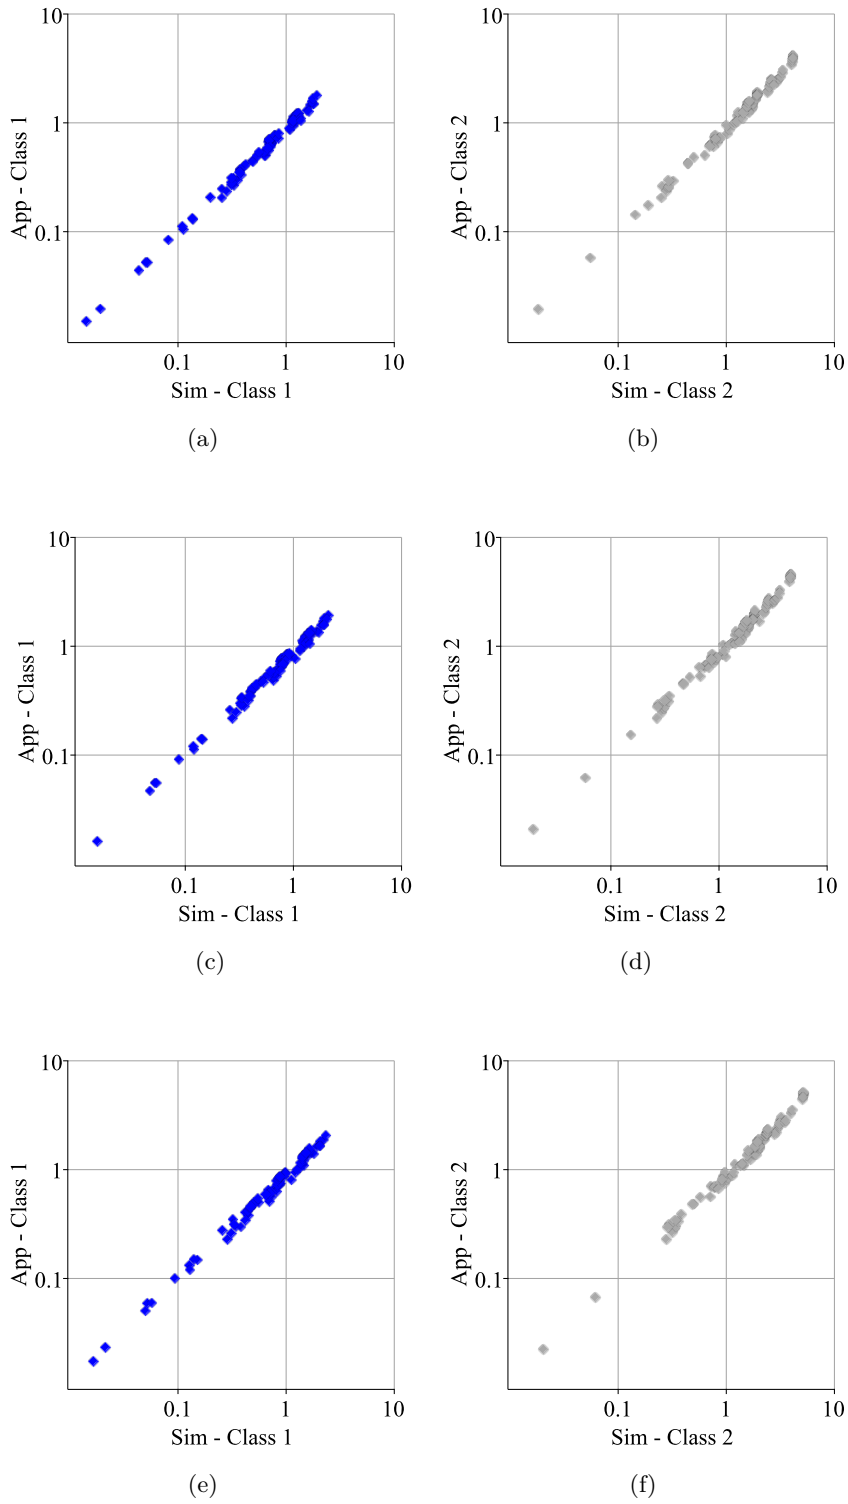 10
1
0.1
App - Class 1
0.1 1 10
Sim - Class 1
(a)
10
1
0.1
App - Class 2
0.1 1 10
Sim - Class 2
(b)
10
1
0.1
App - Class 1
0.1 1 10
Sim - Class 1
(c)
10
1
0.1
App - Class 2
0.1 1 10
Sim - Class 2
(d)
10
1
0.1
App - Class 1
0.1 1 10
Sim - Class 1
(e)
10
1
0.1
App - Class 2
0.1 1 10
Sim - Class 2
(f)